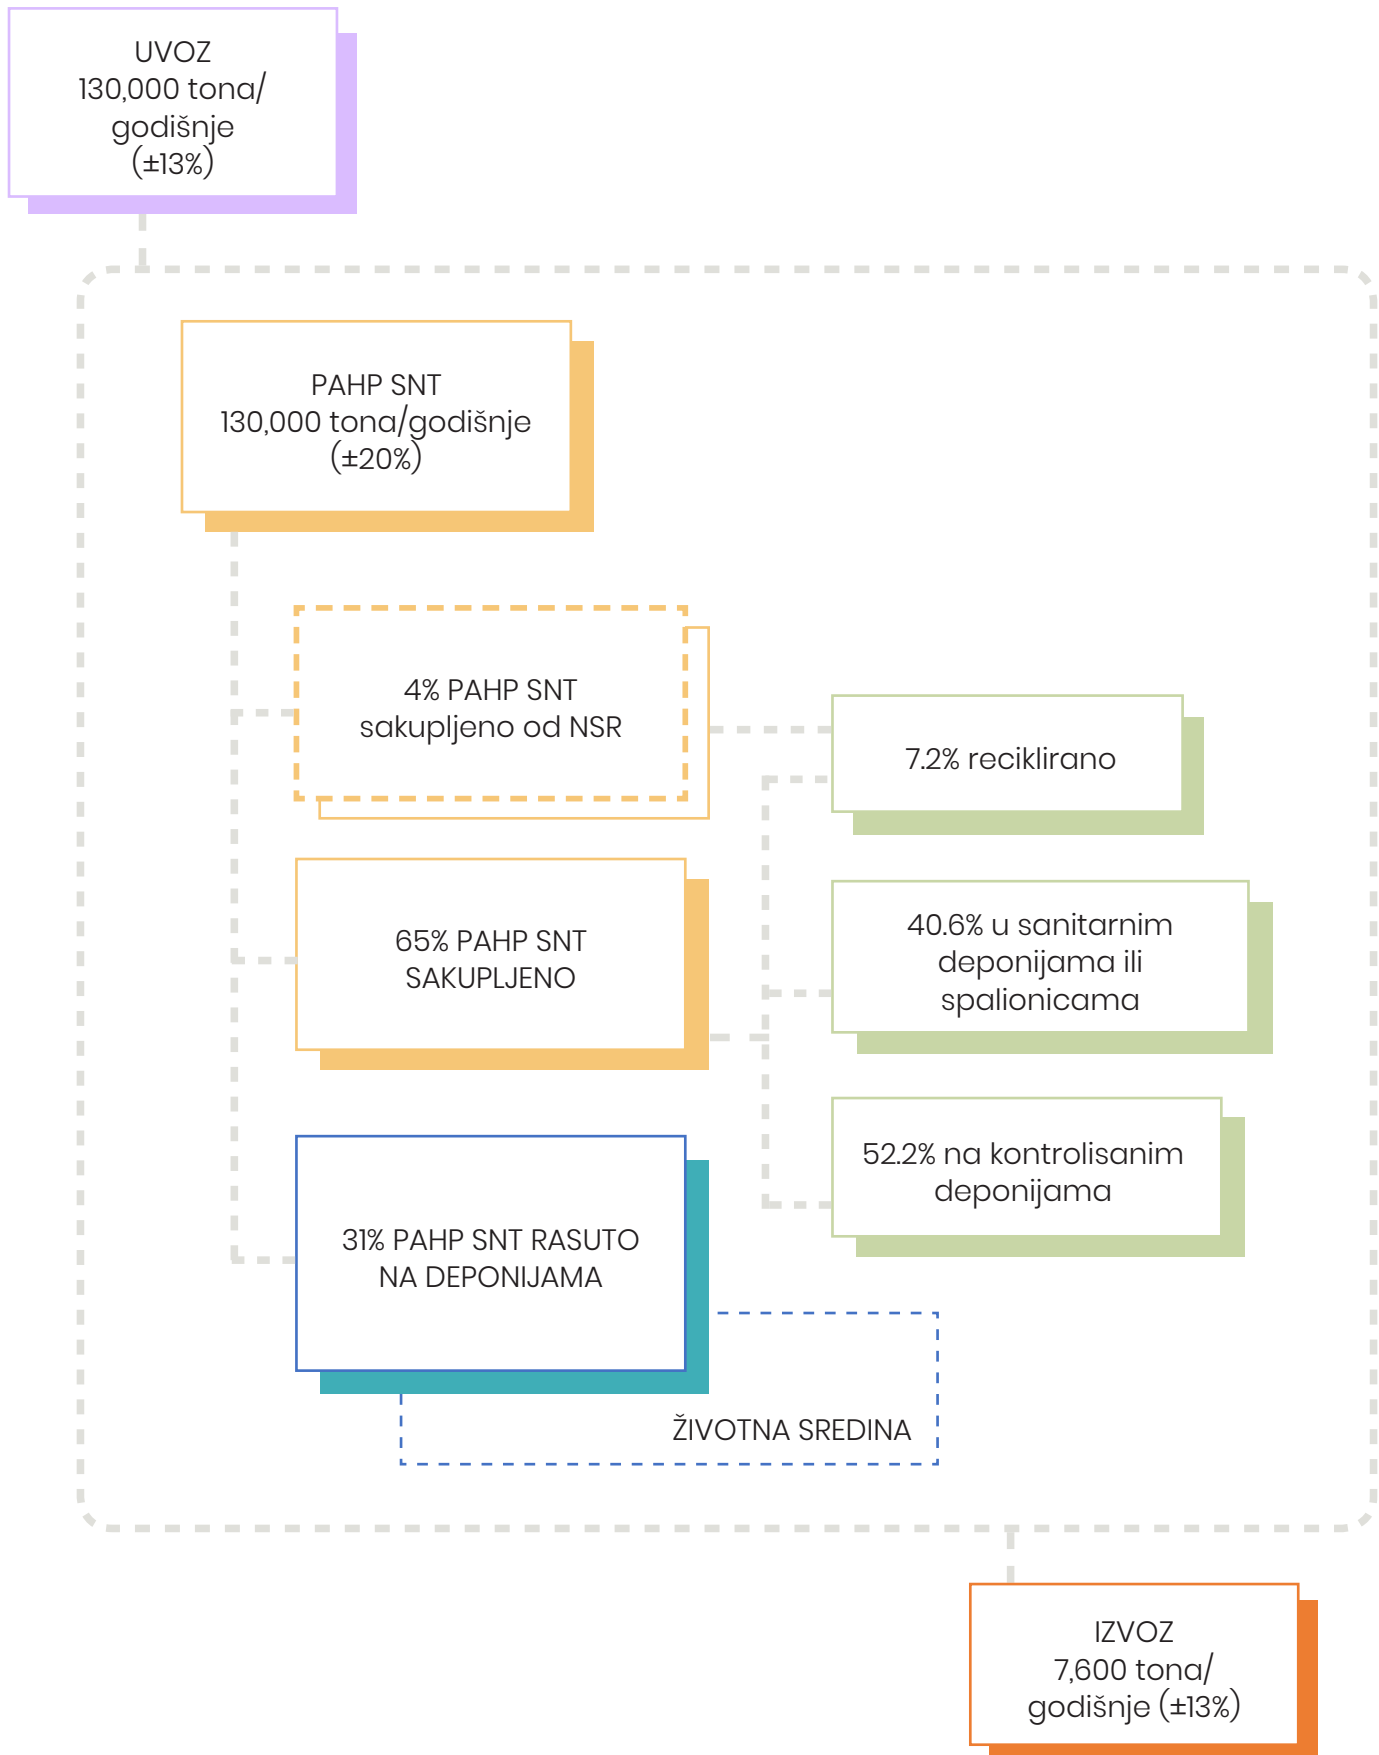 UVOZ
130,000 tona/
godišnje
(±13%)
PAHP SNT
130,000 tona/godišnje
(±20%)
4% PAHP SNT
sakupljeno od NSR
7.2% reciklirano
65% PAHP SNT
SAKUPLJENO
40.6% u sanitarnim
deponijama ili
spalionicama
52.2% na kontrolisanim
deponijama
31% PAHP SNT RASUTO
NA DEPONIJAMA
ŽIVOTNA SREDINA
IZVOZ
7,600 tona/
godišnje (±13%)